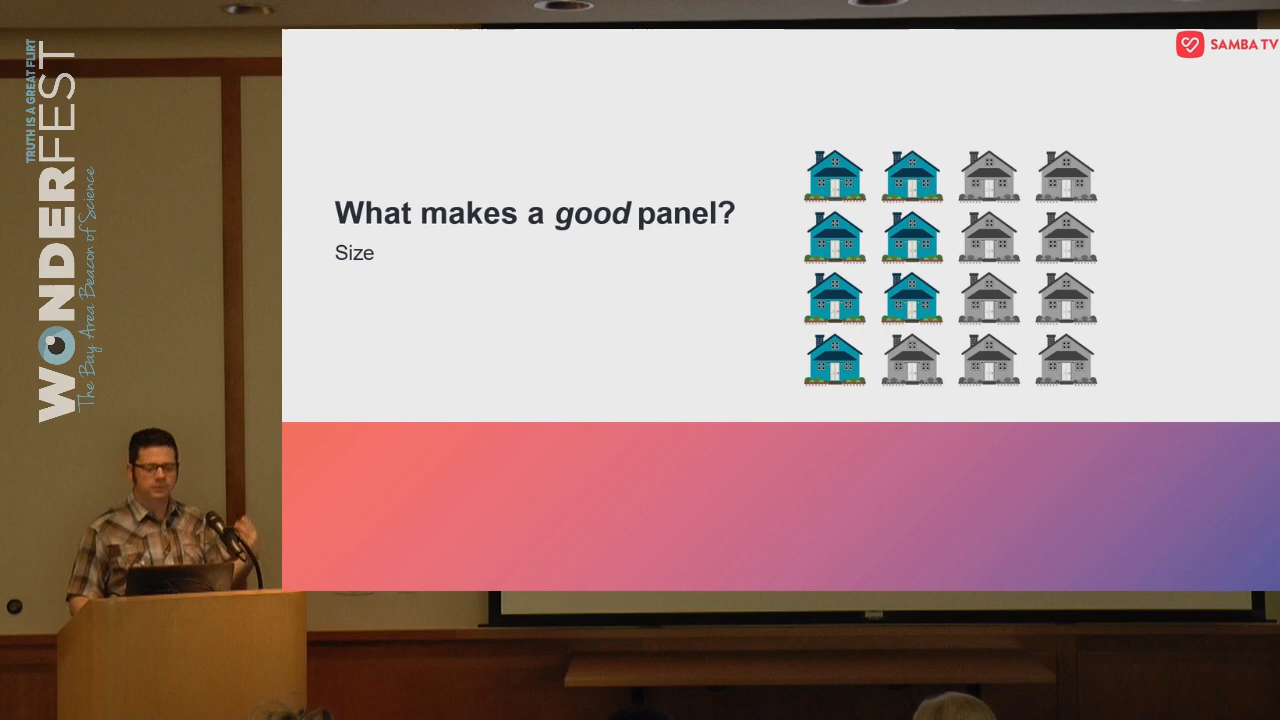 TRUTH IS A GREAT FLIRT
WONDERFEST
The Bay Area Beacon of Science
SAMBA TV
What makes a good panel?
Size